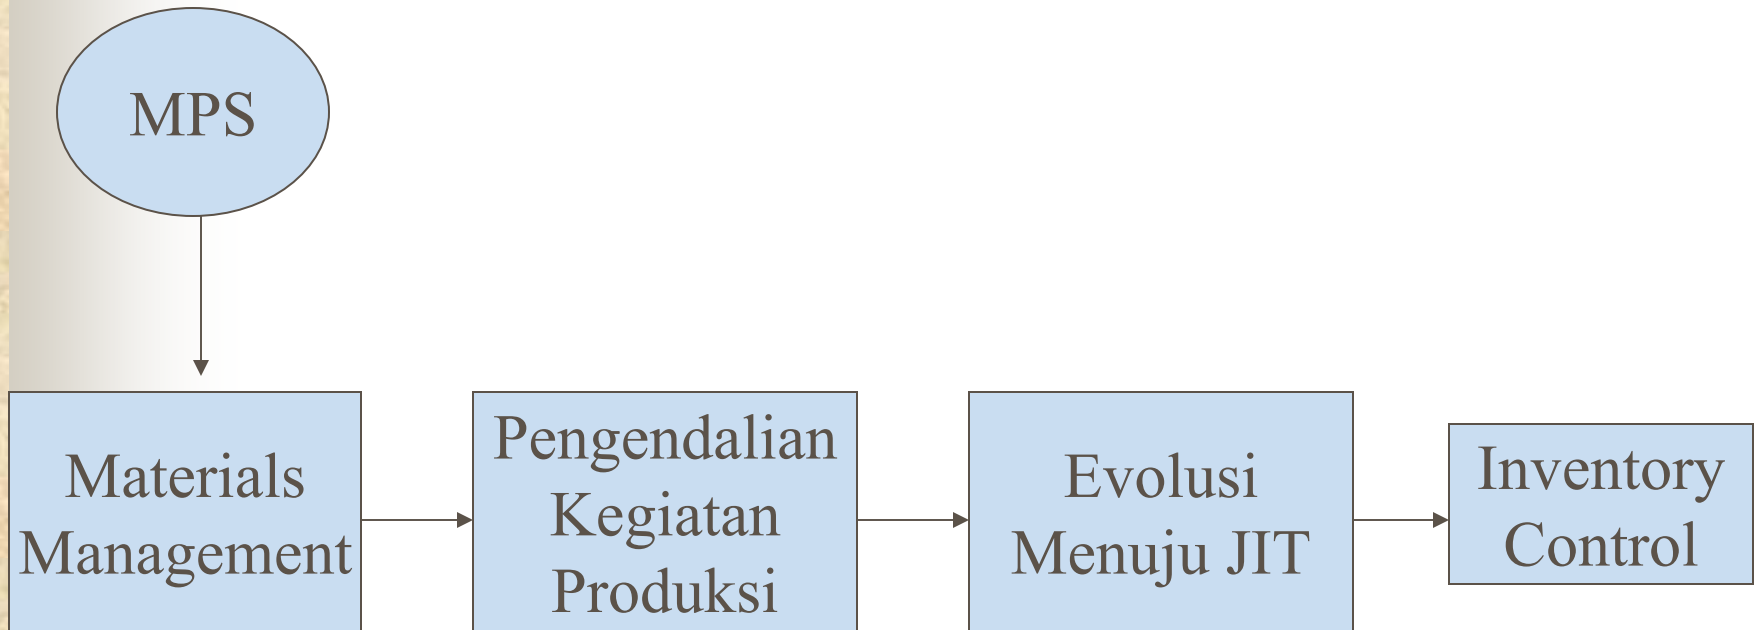 MPS
Materials
Management
Pengendalian
Kegiatan
Produksi
Evolusi
Menuju JIT
Inventory
Control